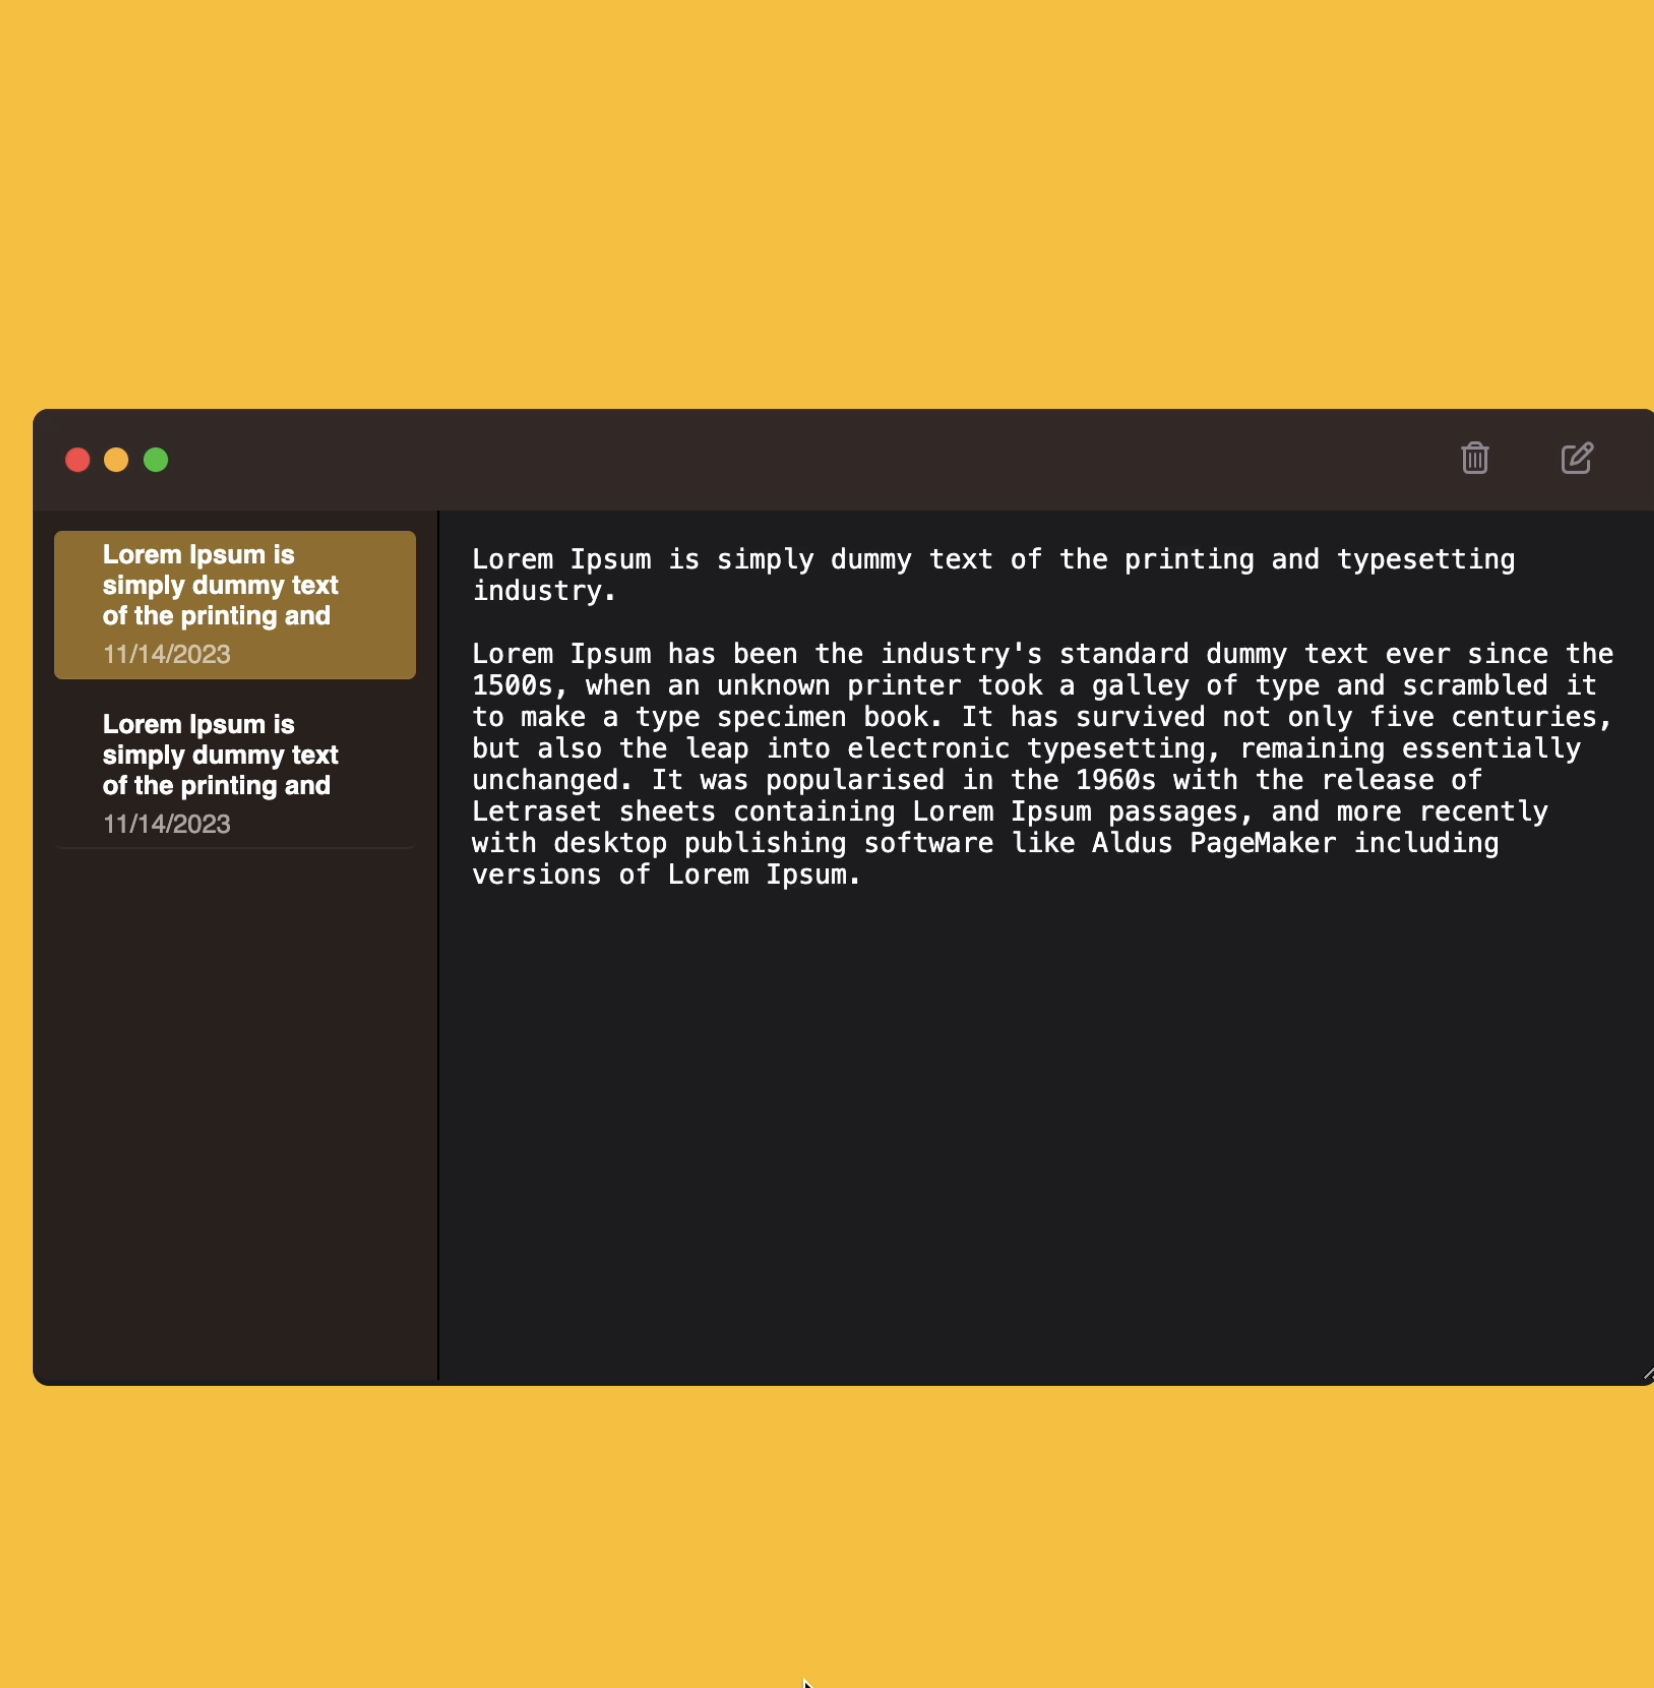 Lorem Ipsum is
simply dummy text
of the printing and
11/14/2023
Lorem Ipsum is
simply dummy text
of the printing and
11/14/2023
Lorem Ipsum is simply dummy text of the printing and typesetting
industry.
Lorem Ipsum has been the industry's standard dummy text ever since the
1500s, when an unknown printer took a galley of type and scrambled it
to make a type specimen book. It has survived not only five centuries,
but also the leap into electronic typesetting, remaining essentially
unchanged. It was popularised in the 1960s with the release of
Letraset sheets containing Lorem Ipsum passages, and more recently
with desktop publishing software like Aldus PageMaker including
versions of Lorem Ipsum.